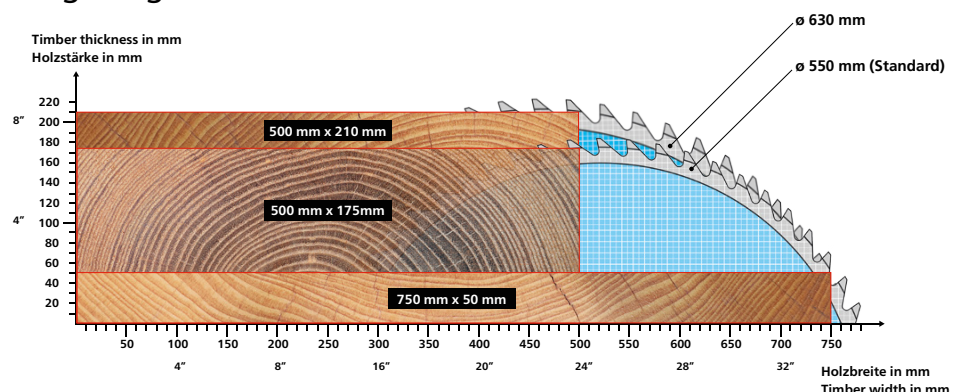 ø 630 mm
Timber thickness in mm
Holzstärke in mm
ø 550 mm (Standard)
220
8″ 200
180
160
140
120
4″ 100
80
60
40
20
500 mm x 210 mm
500 mm x 175mm
750 mm x 50 mm
50 100 150 200 250 300 350 400 450 500 550 600 650 700 750
4″ 8″ 16″ 20″ 24″ 28″ 32″
Holzbreite in mm
Timber width in mm